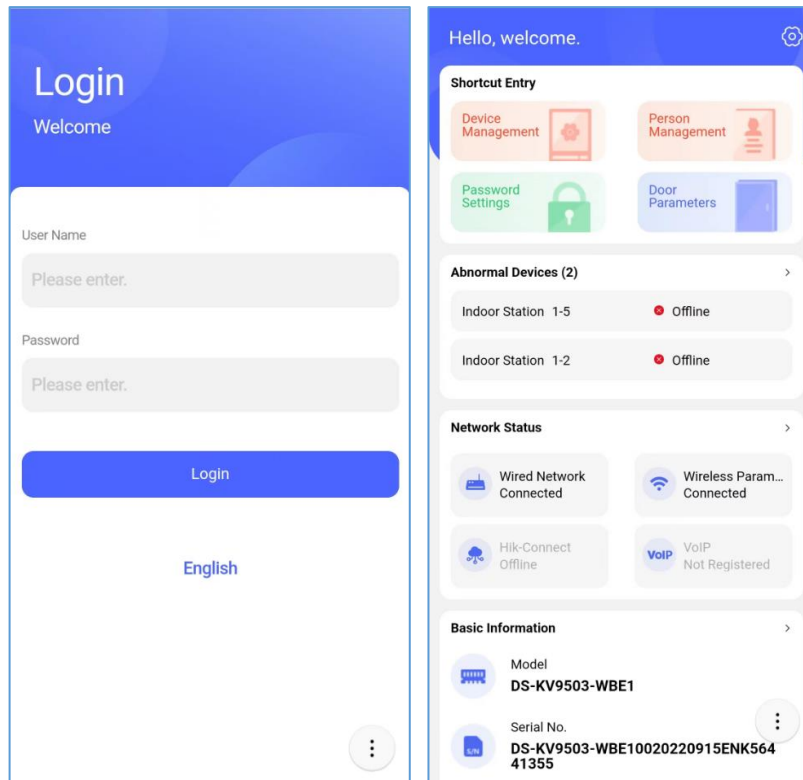 Login
Welcome
User Name
Please enter.
Password
Please enter.
Login
English
Hello, welcome.
Shortcut Entry
Device
Management
Person
Management
Password
Settings
Door
Parameters
Abnormal Devices (2)
Indoor Station 1-5 Offline
Indoor Station 1-2 Offline
Network Status
Wired Network
Connected
Wireless Param...
Connected
Hik-Connect
Offline
VoIP
VoIP
Not Registered
Basic Information
Model
DS-KV9503-WBE1
S/N
Serial No.
DS-KV9503-WBE10020220915ENK564
41355